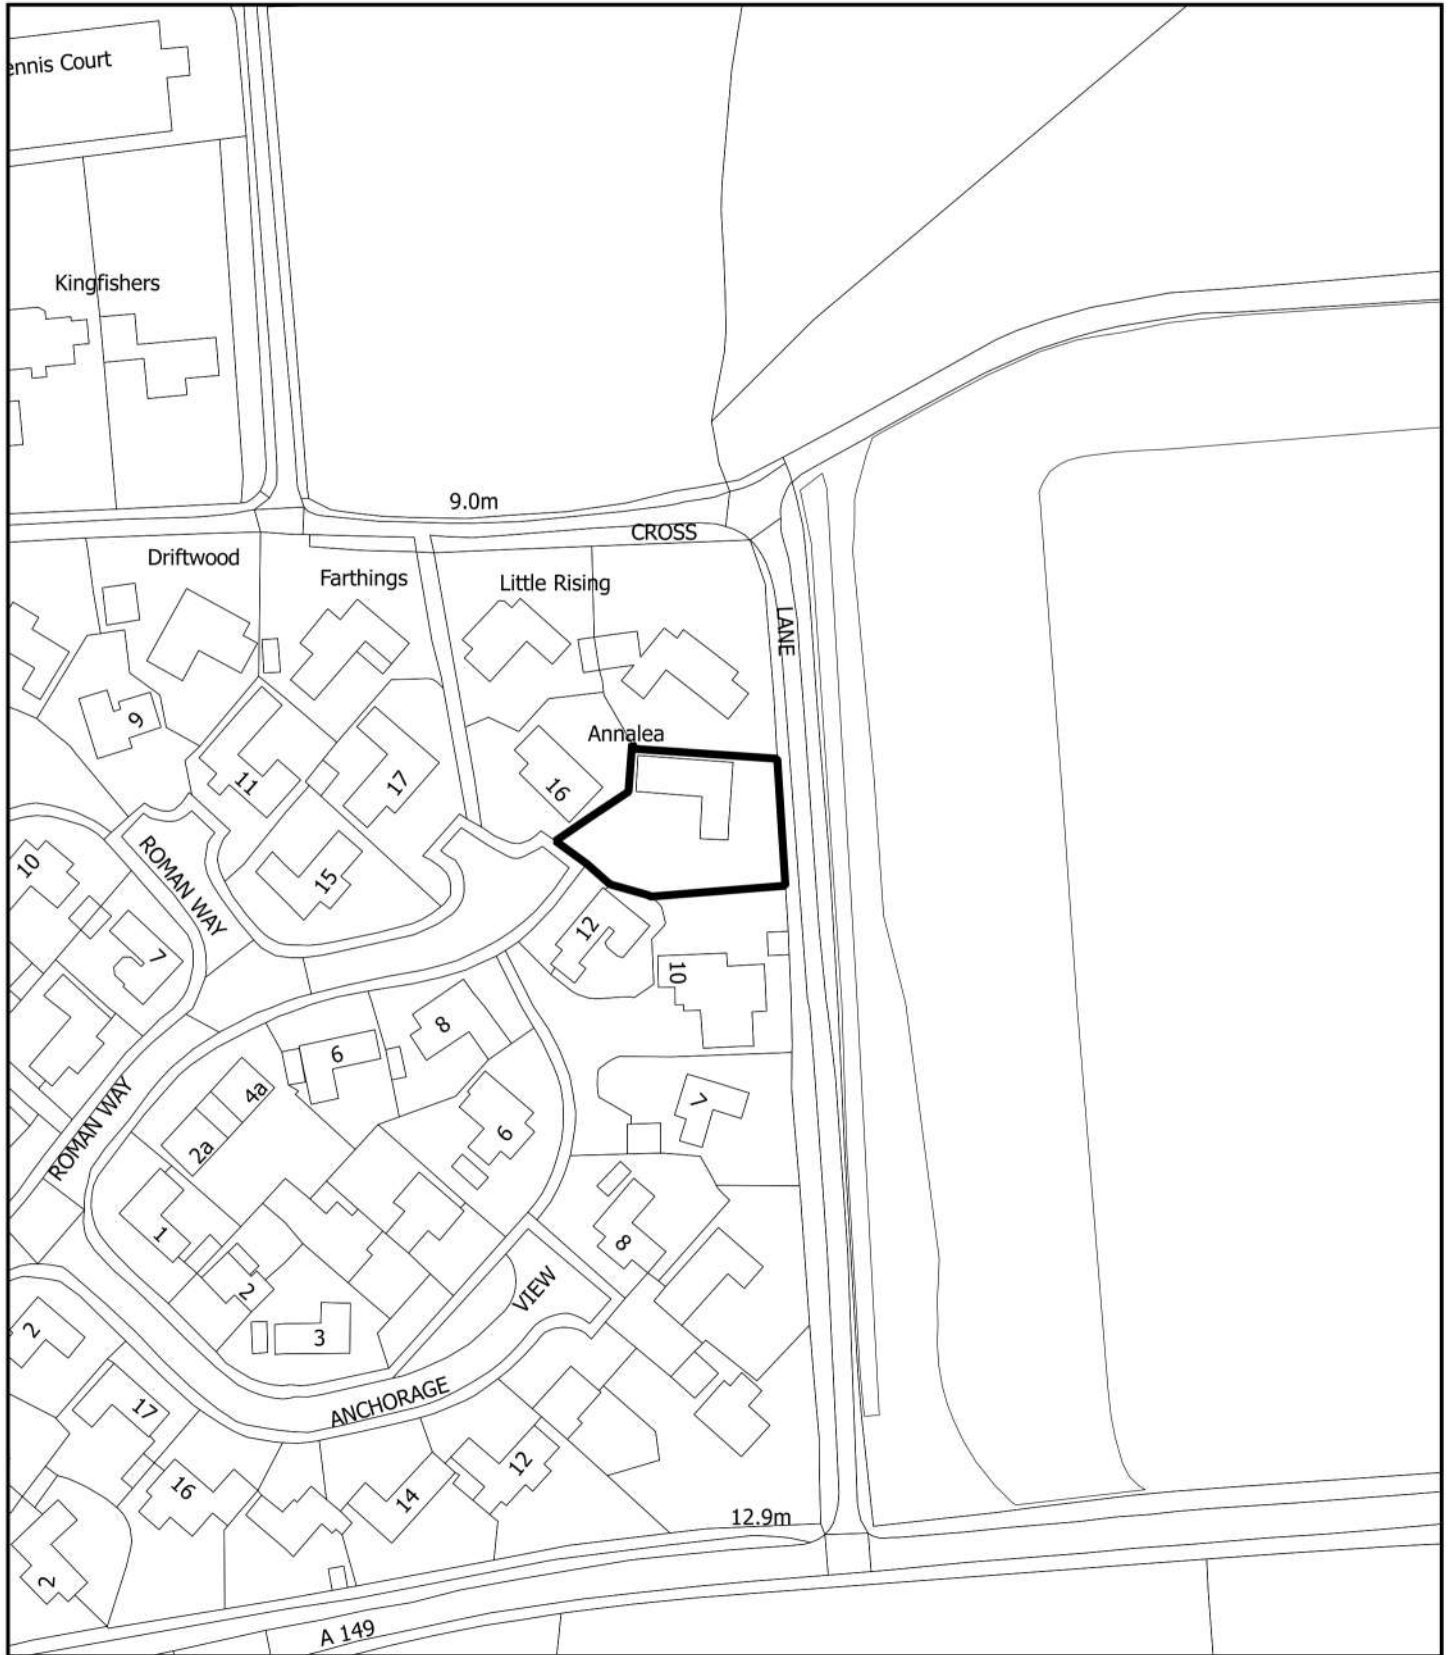 ennis Court
Kingfishers
9.0m
CROSS
Driftwood
Farthings
Little Rising
LANE
9
Annalea
11
17
16
ROMAN WAY
10
15
12
7
10
8
6
4a
7
ROMAN WAY
6
2a
1
8
2
VIEW
2
3
ANCHORAGE
17
12
16
14
12.9m
2
A 149